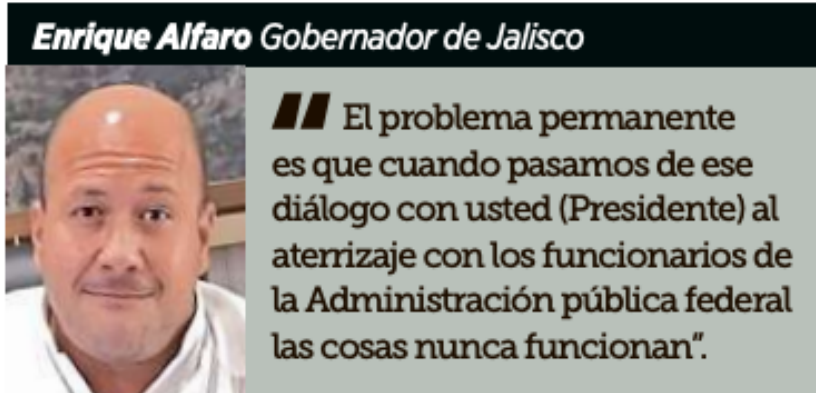 Enrique Alfaro Gobernador de Jalisco
"El problema permanente
es que cuando pasamos de ese
diálogo con usted (Presidente) al
aterrizaje con los funcionarios de
la Administración pública federal
las cosas nunca funcionan”.